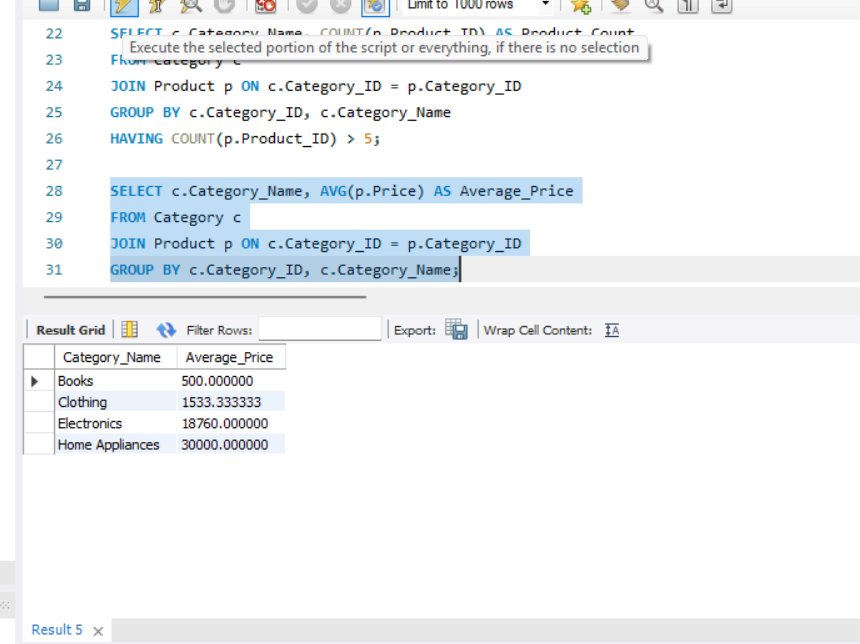 Limit to 1000 rows
22 SELECT c.Category_Name, COUNT(p.Product_ID) AS Product_Count
Execute the selected portion of the script or everything, if there is no selection
23 FROM Category c
24 JOIN Product p ON c.Category_ID = p.Category_ID
25 GROUP BY c.Category_ID, c.Category_Name
26 HAVING COUNT(p.Product_ID) > 5;
27
28 SELECT c.Category_Name, AVG(p.Price) AS Average_Price
29 FROM Category c
30 JOIN Product p ON c.Category_ID = p.Category_ID
31 GROUP BY c.Category_ID, c.Category_Name;
Result Grid Filter Rows: Export: Wrap Cell Content: IA
Category_Name Average_Price
Books 500.000000
Clothing 1533.333333
Electronics 18760.000000
Home Appliances 30000.000000
Result 5